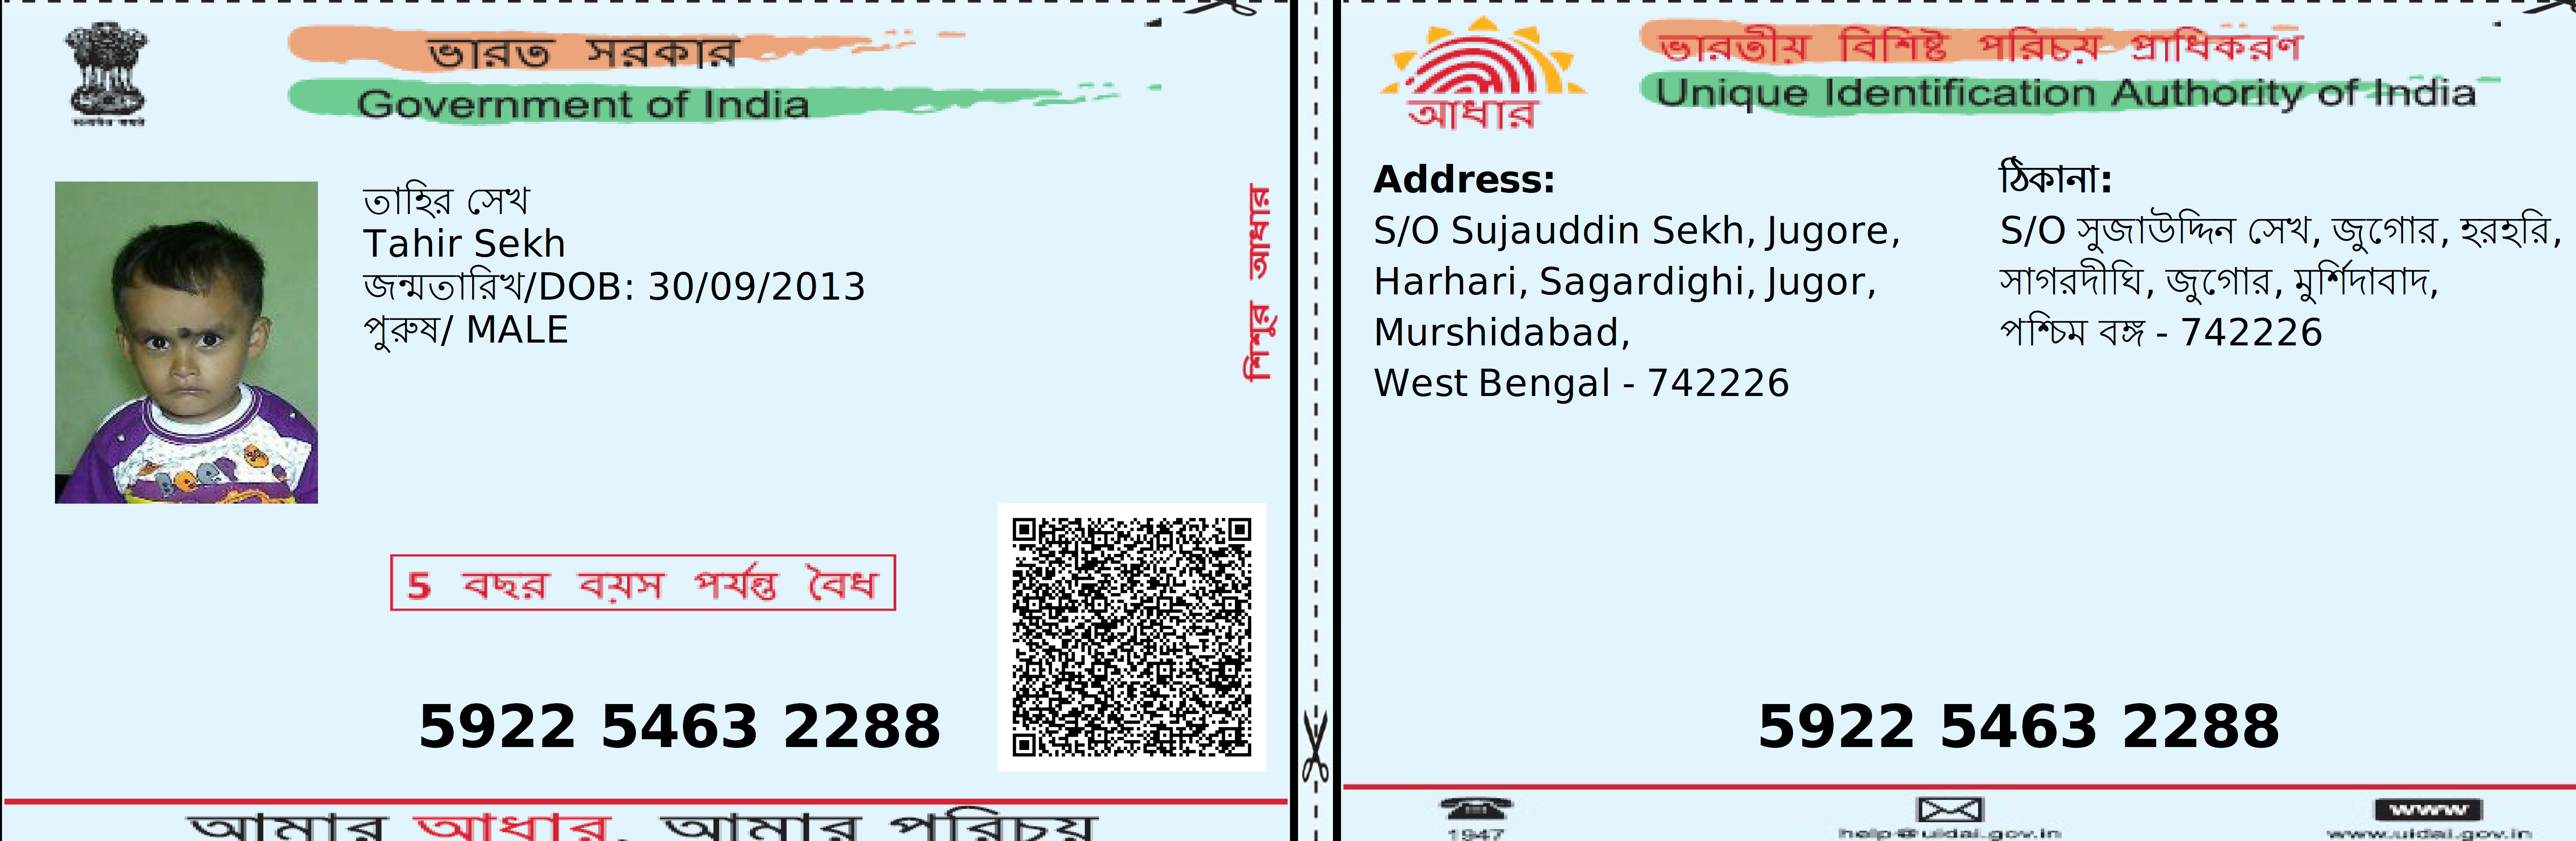 ভারত সরকার
Government of India
তাহির সেখ
Tahir Sekh
জন্মতারিখ/DOB: 30/09/2013
পুরুষ/ MALE
শিশুর আধার
5 বছর বয়স পর্যন্ত বৈধ
5922 5463 2288
আমার আধার, আমার পরিচয়
ভারতীয় বিশিষ্ট পরিচয় প্রাধিকরণ
Unique Identification Authority of India
আধার
Address:
S/O Sujauddin Sekh, Jugore,
Harhari, Sagardighi, Jugor,
Murshidabad,
West Bengal - 742226
ঠিকানা:
S/O সুজাউদ্দিন সেখ, জুগোর, হরহরি,
সাগরদীঘি, জুগোর, মুর্শিদাবাদ,
পশ্চিম বঙ্গ - 742226
5922 5463 2288
1947
help@uidai.gov.in
www
www.uidai.gov.in